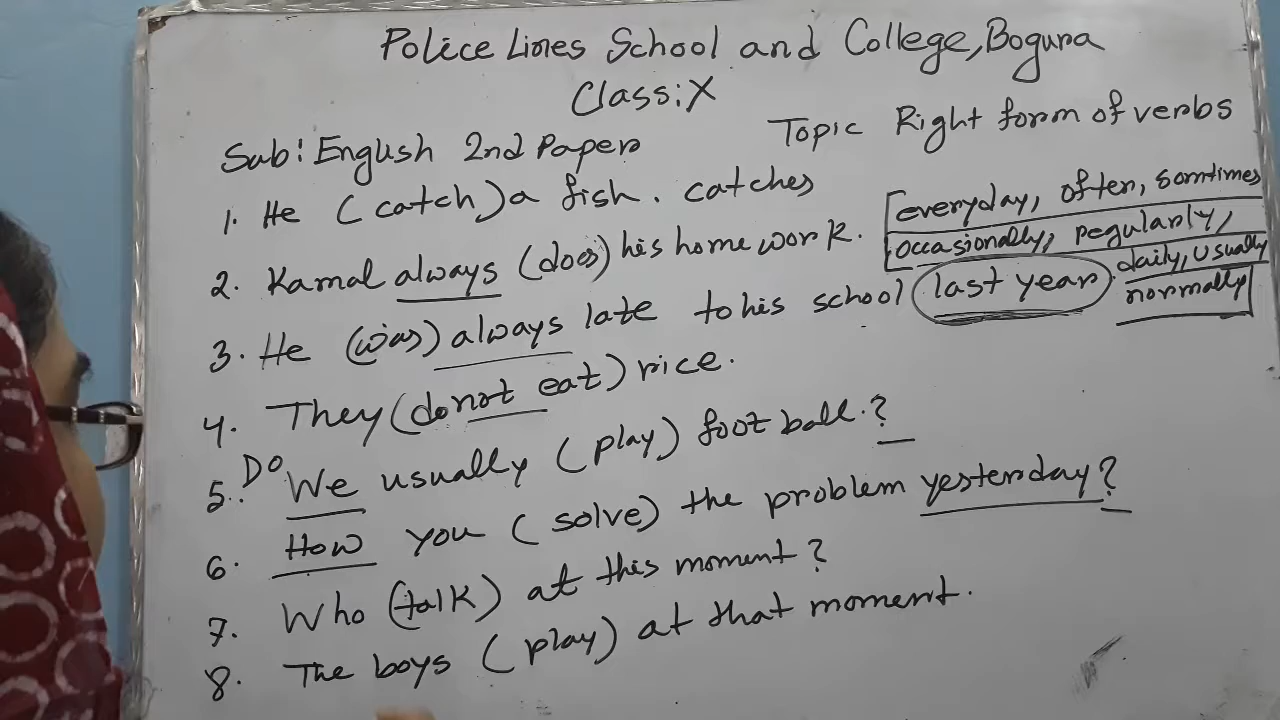 Police Lines School and College, Boguna
Class: X
Sub: English 2nd Paper
Topic Right form of verbs
1. He (catch) a fish. catches
[everyday, often, somtimes
occasionally, regularly,
daily, usually
normally]
2. Kamal always (does) his home work.
3. He (was) always late to his school last year.
4. They (do not eat) rice.
5. Do We usually (play) foot ball.?
6. How you (solve) the problem yesterday?
7. Who (talk) at this moment?
8. The boys (play) at that moment.